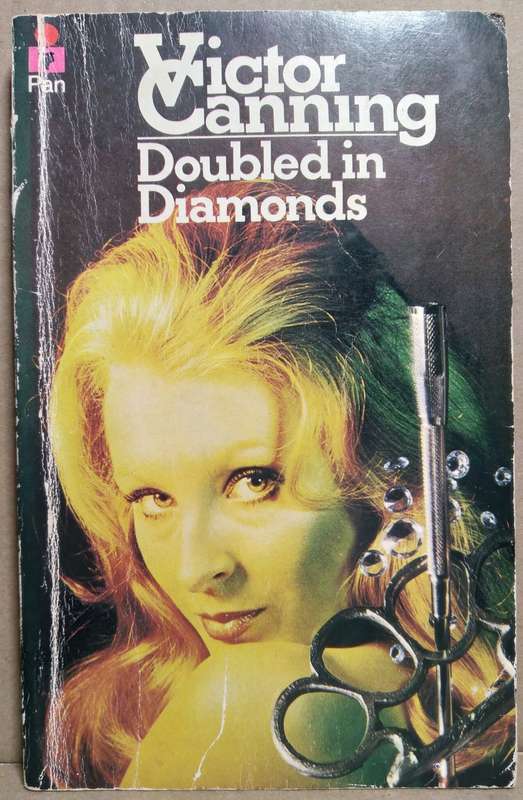 Pan
Victor
Canning
Doubled in
Diamonds